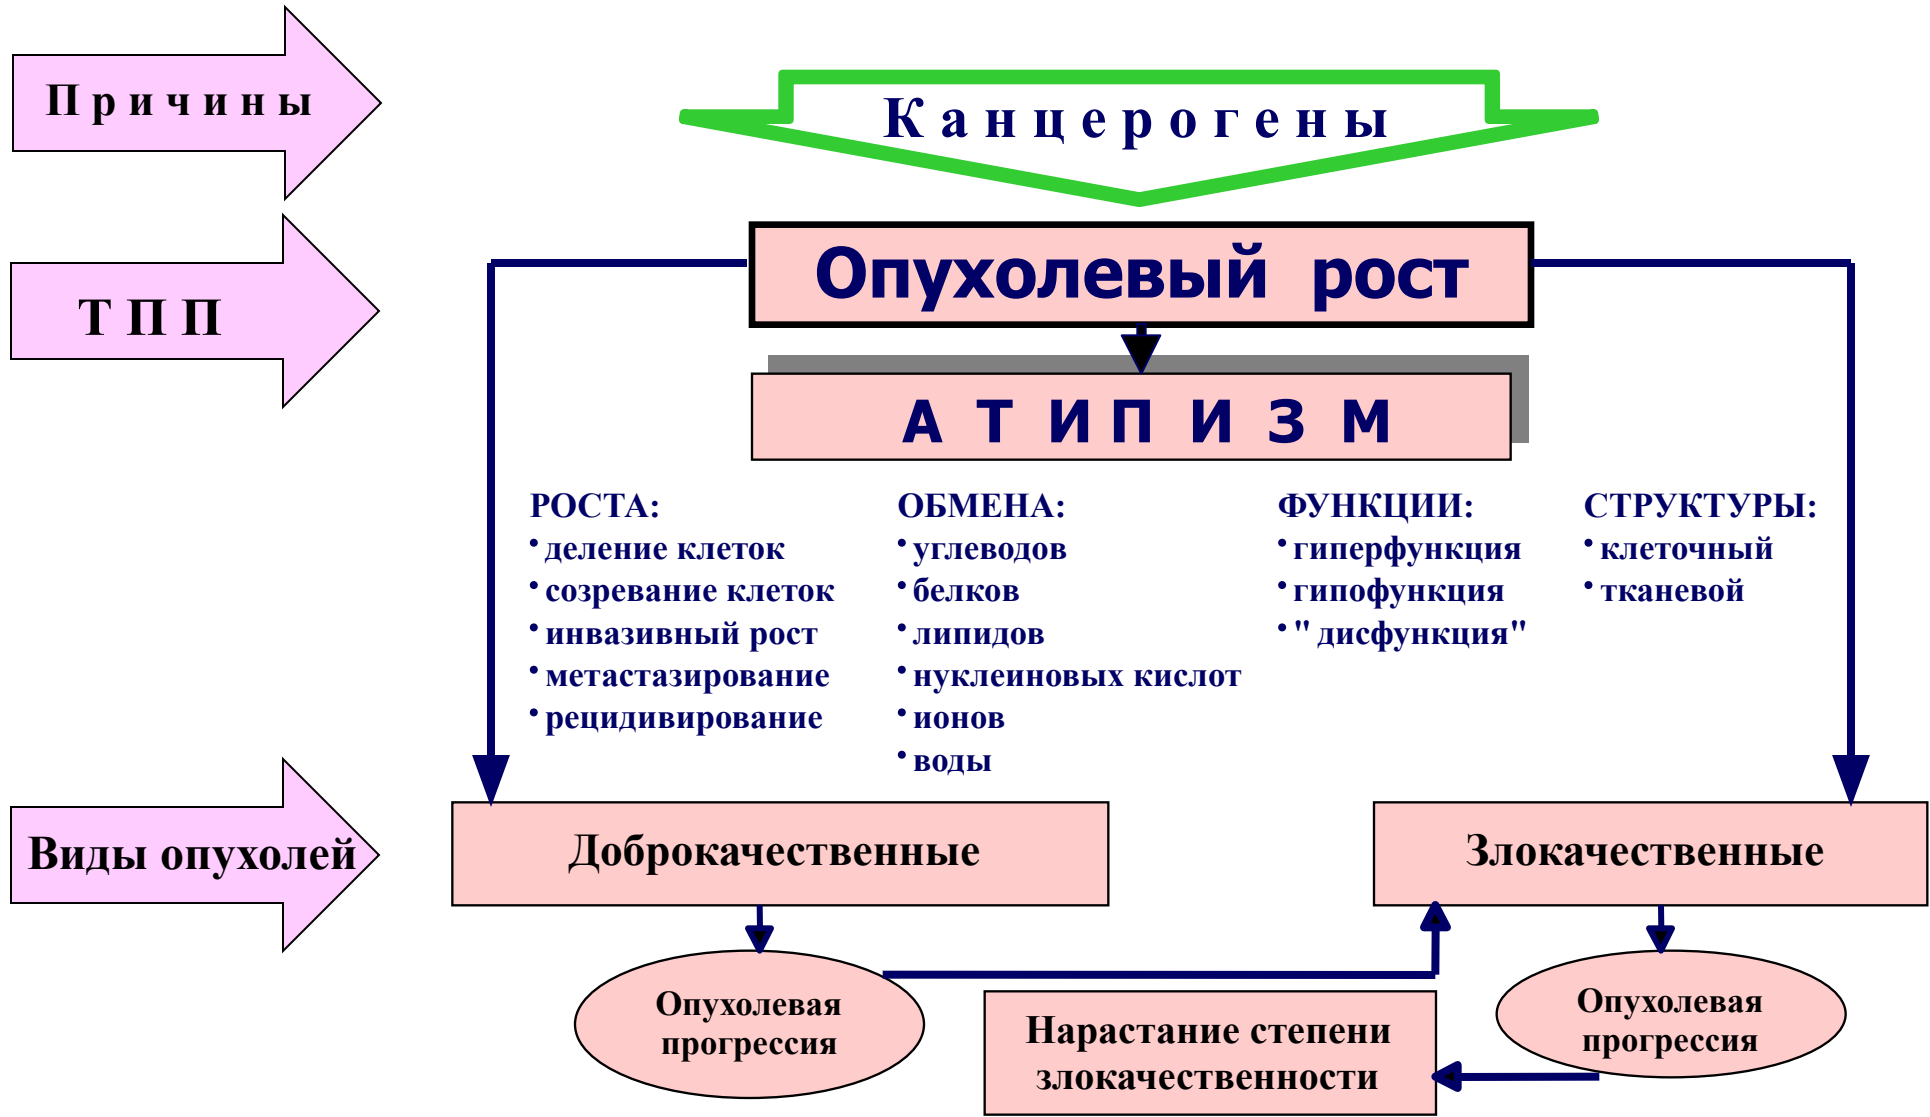 П р и ч и н ы
К а н ц е р о г е н ы
Т П П
Опухолевый рост
А Т И П И З М
РОСТА:
• деление клеток
• созревание клеток
• инвазивный рост
• метастазирование
• рецидивирование
ОБМЕНА:
• углеводов
• белков
• липидов
• нуклеиновых кислот
• ионов
• воды
ФУНКЦИИ:
• гиперфункция
• гипофункция
• " дисфункция"
СТРУКТУРЫ:
• клеточный
• тканевой
Виды опухолей
Доброкачественные
Злокачественные
Опухолевая
прогрессия
Нарастание степени
злокачественности
Опухолевая
прогрессия